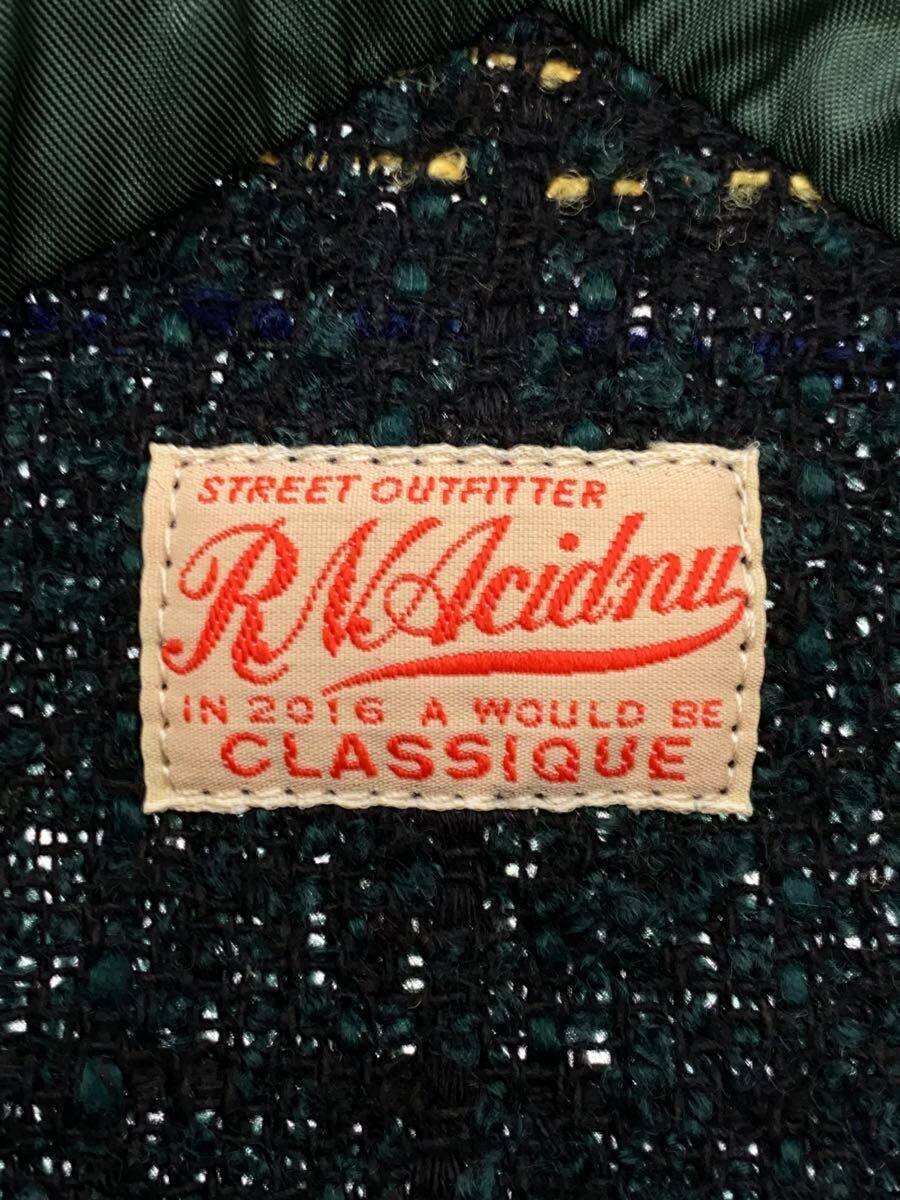 STREET OUTFITTER
RNAcidnu
IN 2016 A WOULD BE
CLASSIQUE